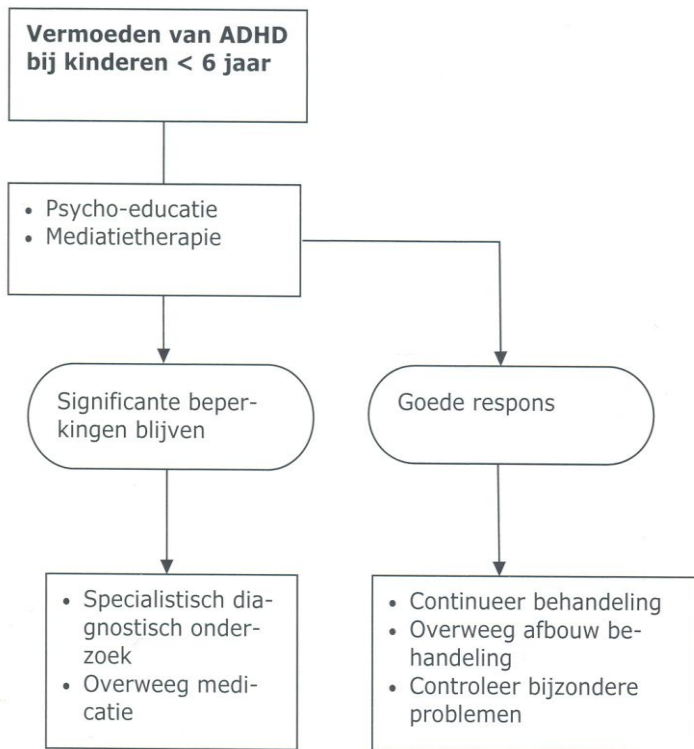 Vermoeden van ADHD
bij kinderen < 6 jaar
• Psycho-educatie
• Mediatietherapie
Significante beper-
kingen blijven
Goede respons
• Specialistisch dia-
gnostisch onder-
zoek
• Overweeg medi-
catie
• Continueer behandeling
• Overweeg afbouw be-
handeling
• Controleer bijzondere
problemen